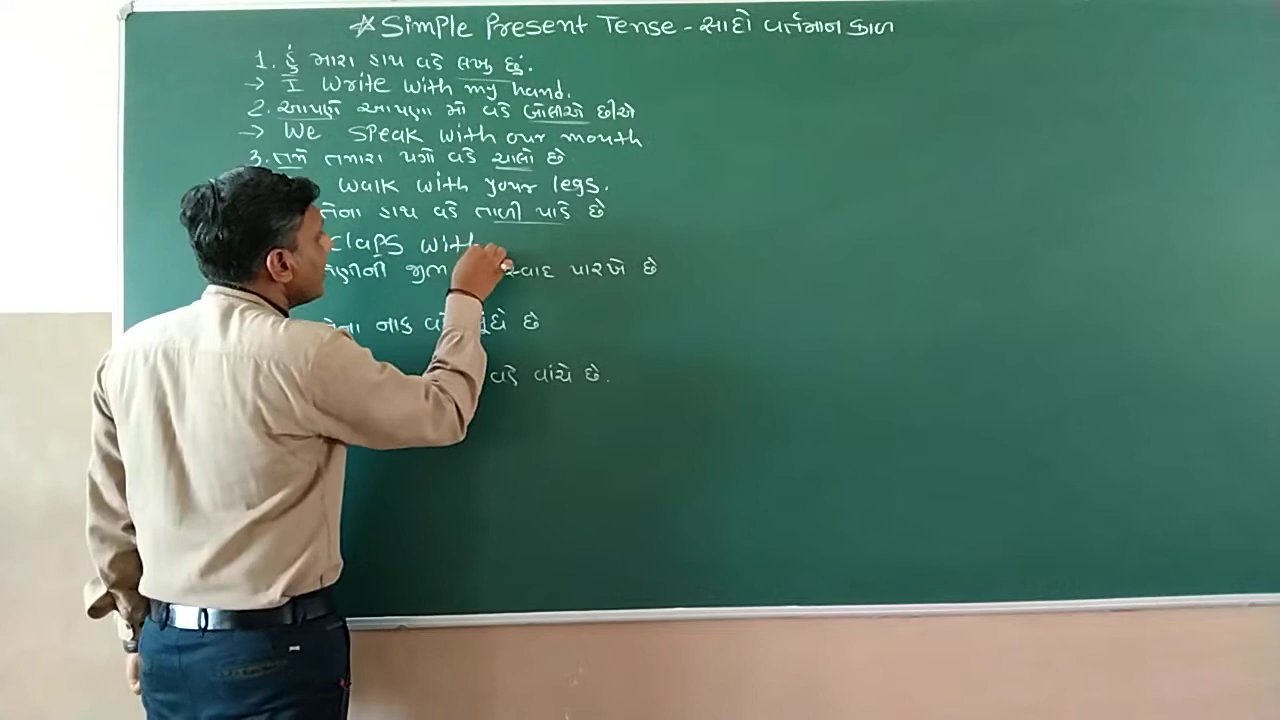 ☆ Simple Present Tense - સાદો વર્તમાન કાળ
1. હું મારા હાથ વડે લખુ છું.
→ I write with my hand.
2. આપણે આપણા મોં વડે બોલીએ છીએ
→ We speak with our mouth
3. તમે તમારા પગો વડે ચાલો છો
walk with your legs.
તેના હાથ વડે તાળી પાડે છે
claps with
જીભ સ્વાદ પારખે છે
તેના નાક વડે સૂંઘે છે
વડે વાંચે છે.